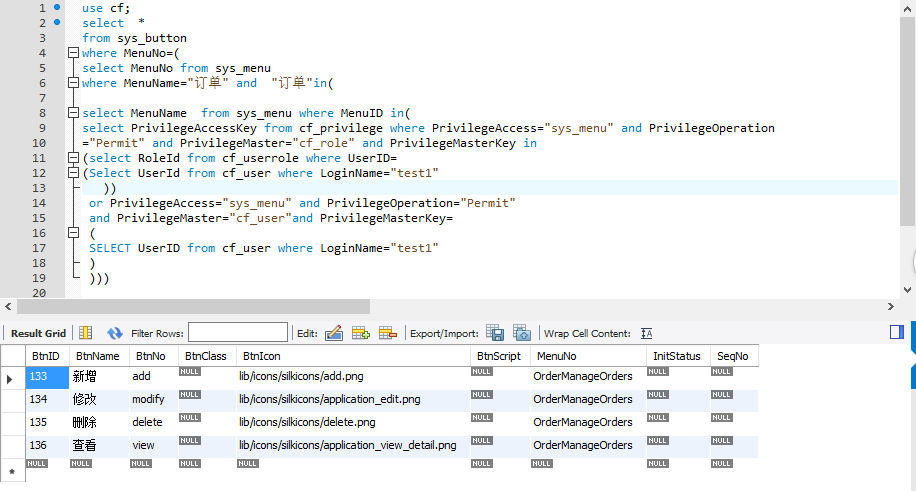 1 use cf;
2 select  *
3 from sys_button
4 where MenuNo=(
5 select MenuNo from sys_menu
6 where MenuName="订单" and  "订单"in(
7
8 select MenuName  from sys_menu where MenuID in(
9 select PrivilegeAccessKey from cf_privilege where PrivilegeAccess="sys_menu" and PrivilegeOperation
10 ="Permit" and PrivilegeMaster="cf_role" and PrivilegeMasterKey in
11 (select RoleId from cf_userrole where UserID=
12 (Select UserId from cf_user where LoginName="test1"
13 ))
14 or PrivilegeAccess="sys_menu" and PrivilegeOperation="Permit"
15 and PrivilegeMaster="cf_user"and PrivilegeMasterKey=
16 (
17 SELECT UserID from cf_user where LoginName="test1"
18 )
19 )))
20
Result Grid Filter Rows: Edit: Export/Import: Wrap Cell Content: IA
BtnID BtnName BtnNo BtnClass BtnIcon BtnScript MenuNo InitStatus SeqNo
133 新增 add NULL lib/icons/silkicons/add.png NULL OrderManageOrders NULL NULL
134 修改 modify NULL lib/icons/silkicons/application_edit.png NULL OrderManageOrders NULL NULL
135 删除 delete NULL lib/icons/silkicons/delete.png NULL OrderManageOrders NULL NULL
136 查看 view NULL lib/icons/silkicons/application_view_detail.png NULL OrderManageOrders NULL NULL
NULL NULL NULL NULL NULL NULL NULL NULL NULL